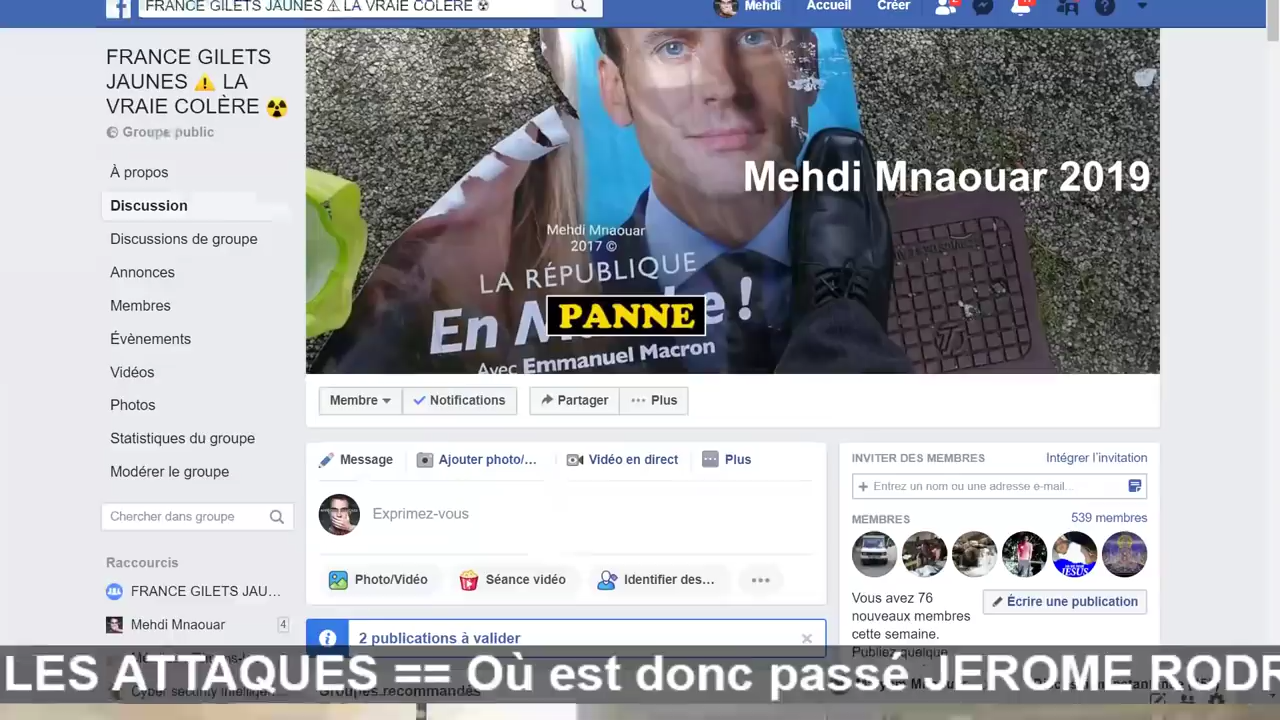 FRANCE GILETS JAUNES ⚠ LA VRAIE COLÈRE ☢
Mehdi
Accueil
Créer
FRANCE GILETS
JAUNES ⚠ LA
VRAIE COLÈRE ☢
Groupe public
À propos
Discussion
Discussions de groupe
Annonces
Membres
Évènements
Vidéos
Photos
Statistiques du groupe
Modérer le groupe
Chercher dans groupe
Raccourcis
FRANCE GILETS JAU...
Mehdi Mnaouar
4
Mehdi Mnaouar 2019
Mehdi Mnaouar
2017 ©
LA RÉPUBLIQUE
En M
e !
PANNE
Avec Emmanuel Macron
Membre
Notifications
Partager
Plus
Message
Ajouter photo/...
Vidéo en direct
Plus
Exprimez-vous
Photo/Vidéo
Séance vidéo
Identifier des...
2 publications à valider
Groupes recommandés
INVITER DES MEMBRES
Intégrer l'invitation
Entrez un nom ou une adresse e-mail...
MEMBRES
539 membres
JÉSUS
Vous avez 76
nouveaux membres
cette semaine.
Publiez quelque
Écrire une publication
LES ATTAQUES == Où est donc passé JEROME RODR